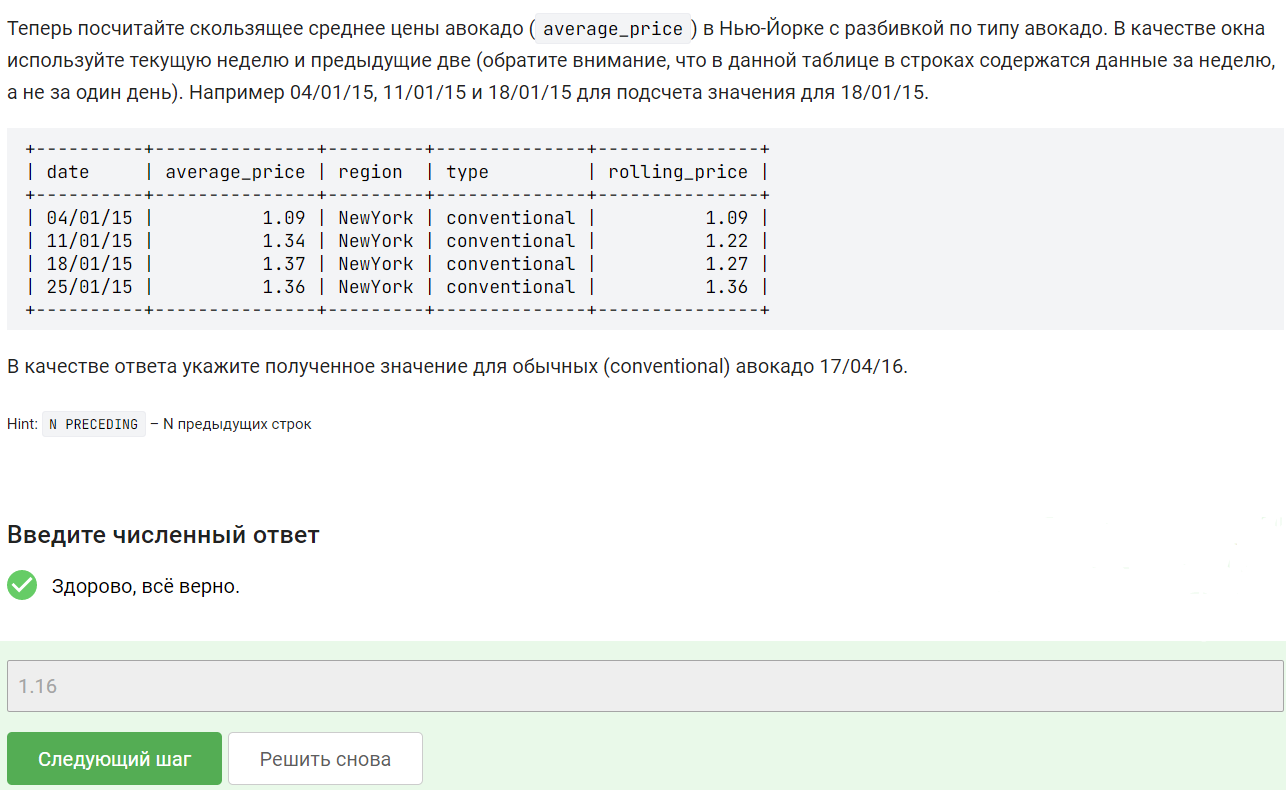 Теперь посчитайте скользящее среднее цены авокадо ( average_price ) в Нью-Йорке с разбивкой по типу авокадо. В качестве окна
используйте текущую неделю и предыдущие две (обратите внимание, что в данной таблице в строках содержатся данные за неделю,
а не за один день). Например 04/01/15, 11/01/15 и 18/01/15 для подсчета значения для 18/01/15.
+----------+---------------+---------+--------------+---------------+
| date | average_price | region | type | rolling_price |
+----------+---------------+---------+--------------+---------------+
| 04/01/15 | 1.09 | NewYork | conventional | 1.09 |
| 11/01/15 | 1.34 | NewYork | conventional | 1.22 |
| 18/01/15 | 1.37 | NewYork | conventional | 1.27 |
| 25/01/15 | 1.36 | NewYork | conventional | 1.36 |
+----------+---------------+---------+--------------+---------------+
В качестве ответа укажите полученное значение для обычных (conventional) авокадо 17/04/16.
Hint: N PRECEDING – N предыдущих строк
Введите численный ответ
Здорово, всё верно.
1.16
Следующий шаг Решить снова